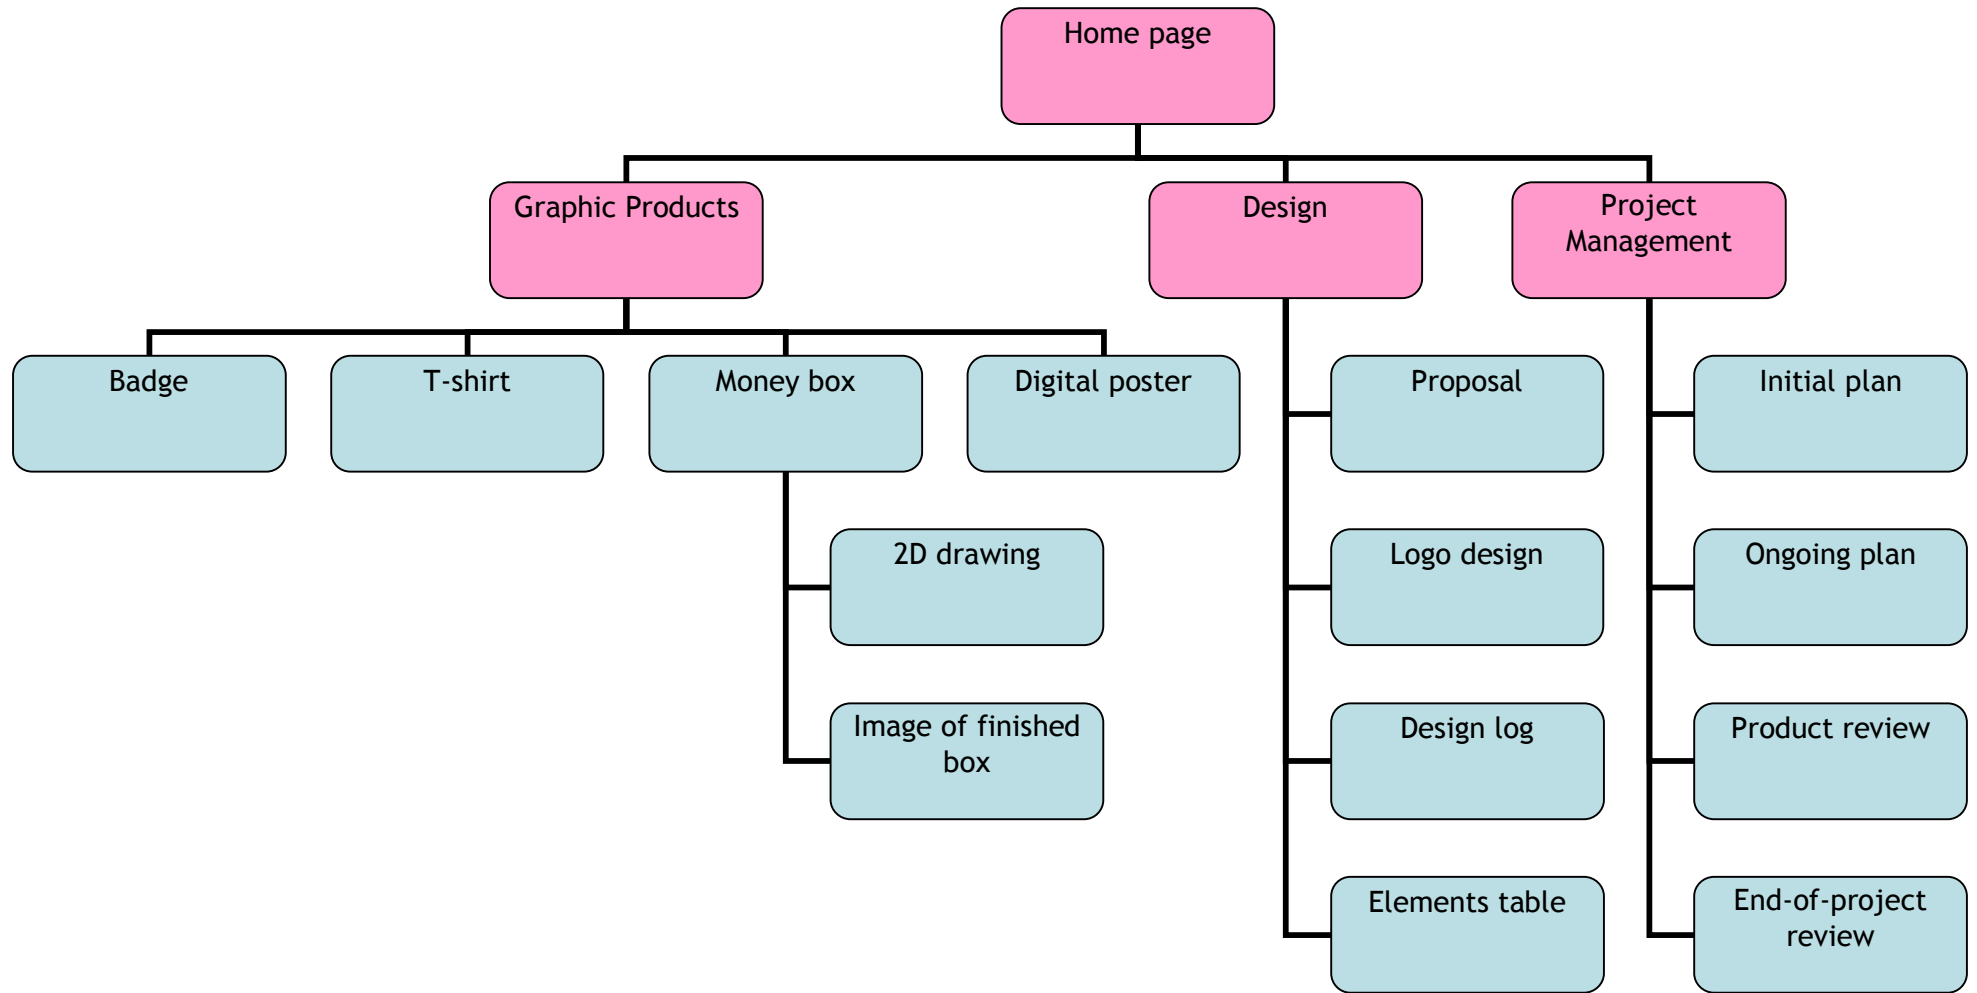 Home page
Graphic Products
Design
Project
Management
Badge
T-shirt
Money box
Digital poster
Proposal
Initial plan
2D drawing
Logo design
Ongoing plan
Image of finished
box
Design log
Product review
Elements table
End-of-project
review